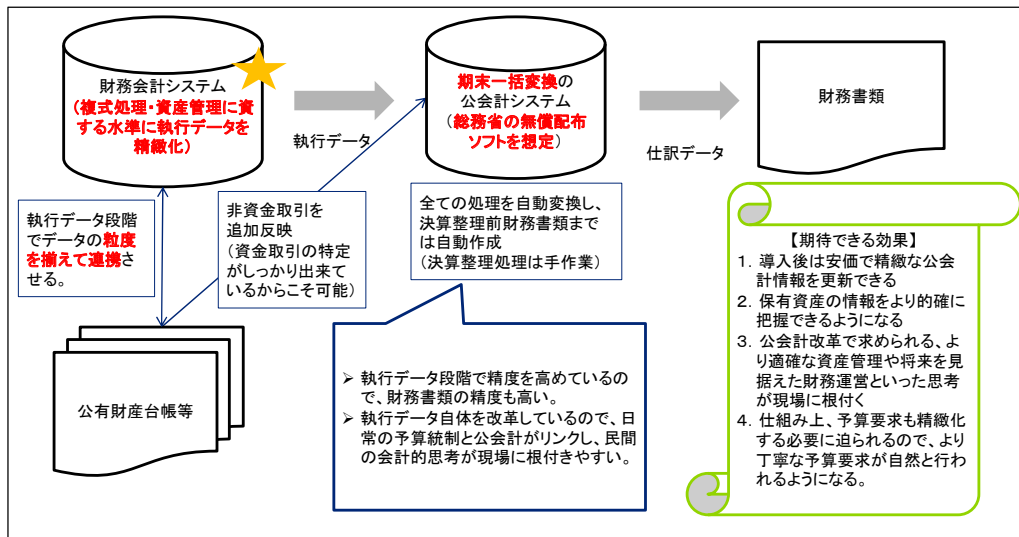 財務会計システム
（複式処理・資産管理に資
する水準に執行データを
精緻化）
執行データ
期末一括変換の
公会計システム
（総務省の無償配布
ソフトを想定）
仕訳データ
財務書類
執行データ段階
でデータの粒度
を揃えて連携さ
せる。
非資金取引を
追加反映
（資金取引の特定
がしっかり出来て
いるからこそ可能）
全ての処理を自動変換し、
決算整理前財務書類まで
は自動作成
（決算整理処理は手作業）
公有財産台帳等
➢ 執行データ段階で精度を高めているの
で、財務書類の精度も高い。
➢ 執行データ自体を改革しているので、日
常の予算統制と公会計がリンクし、民間
の会計的思考が現場に根付きやすい。
【期待できる効果】
1．導入後は安価で精緻な公会
計情報を更新できる
2．保有資産の情報をより的確に
把握できるようになる
3．公会計改革で求められる、よ
り適確な資産管理や将来を見
据えた財務運営といった思考
が現場に根付く
4．仕組み上、予算要求も精緻化
する必要に迫られるので、より
丁寧な予算要求が自然と行わ
れるようになる。